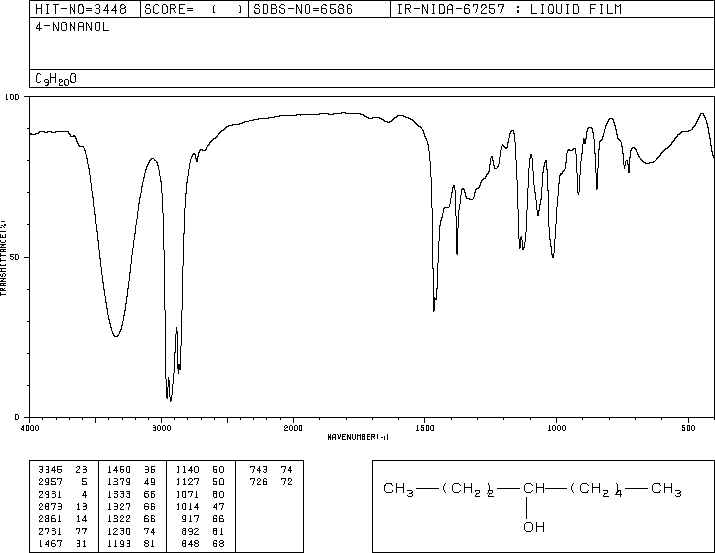 HIT-NO=3448 SCORE= ( ) SDBS-NO=6586 IR-NIDA-67257 : LIQUID FILM
4-NONANOL
C9H20O
100
TRANSMITTANCE(%)
50
0
4000 3000 2000 1500 1000 500
WAVENUMBER(-1)
3346 23 1460 36 1140 50 743 74
2957 5 1379 49 1127 50 726 72
2931 4 1333 66 1071 60
2873 13 1327 66 1014 47
2861 14 1322 66 917 66
2731 77 1230 74 892 81
1467 31 1193 81 848 68
CH3 (CH2)2 CH (CH2)4 CH3
OH